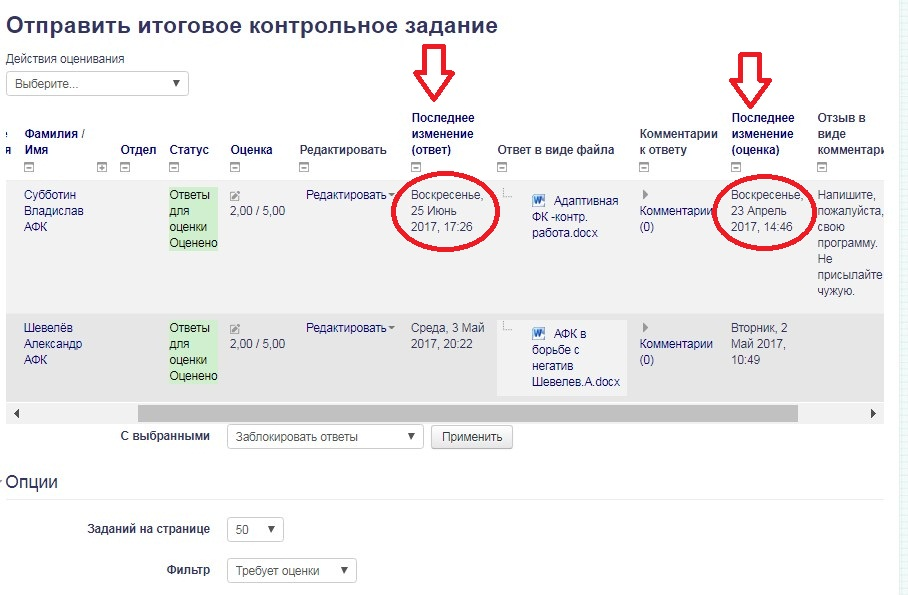 Отправить итоговое контрольное задание
Действия оценивания
Выберите...
Фамилия /
Имя
Отдел
Статус
Оценка
Редактировать
Последнее
изменение
(ответ)
Ответ в виде файла
Комментарии
к ответу
Последнее
изменение
(оценка)
Отзыв в
виде
комментари
Субботин
Владислав
АФК
Ответы
для
оценки
Оценено
2,00 / 5,00
Редактировать
Воскресенье,
25 Июнь
2017, 17:26
Адаптивная
ФК -контр.
работа.docx
Комментарии
(0)
Воскресенье,
23 Апрель
2017, 14:46
Напишите,
пожалуйста,
свою
программу.
Не
присылайте
чужую.
Шевелёв
Александр
АФК
Ответы
для
оценки
Оценено
2,00 / 5,00
Редактировать
Среда, 3 Май
2017, 20:22
АФК в
борьбе с
негатив
Шевелев.А.docx
Комментарии
(0)
Вторник, 2
Май 2017,
10:49
С выбранными
Заблокировать ответы
Применить
Опции
Заданий на странице
50
Фильтр
Требует оценки